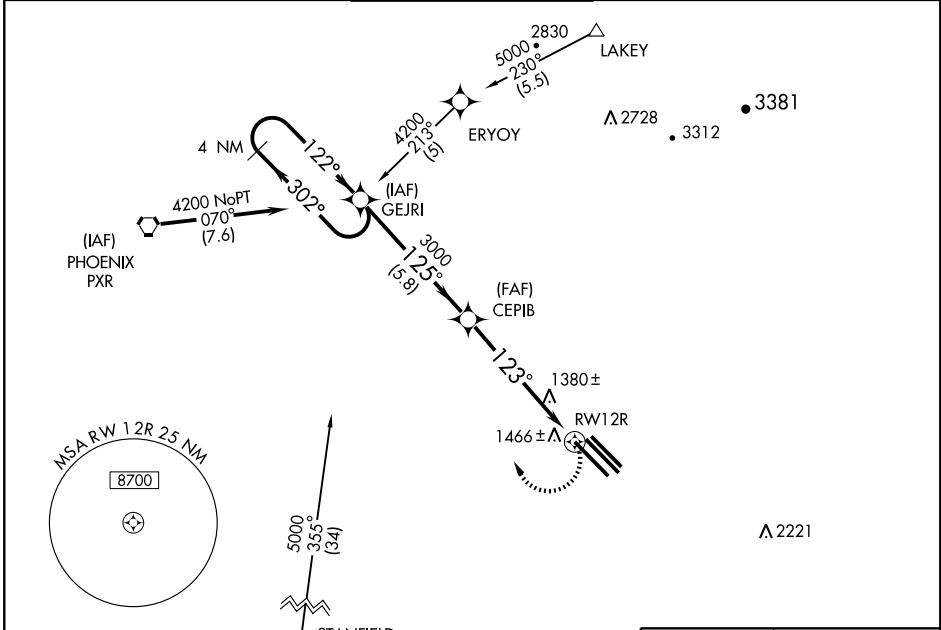 2830
LAKEY
5000
230°
(5.5)
3381
2728
3312
ERYOY
4200
213°
(5)
4 NM
122°
302°
(IAF)
GEJRI
4200 NoPT
070°
(7.6)
(IAF)
PHOENIX
PXR
3000
125°
(5.8)
(FAF)
CEPIB
123°
1380±
RW12R
1466±
MSA RW 12R 25 NM
8700
5000
355°
(34)
2221
STANFIELD